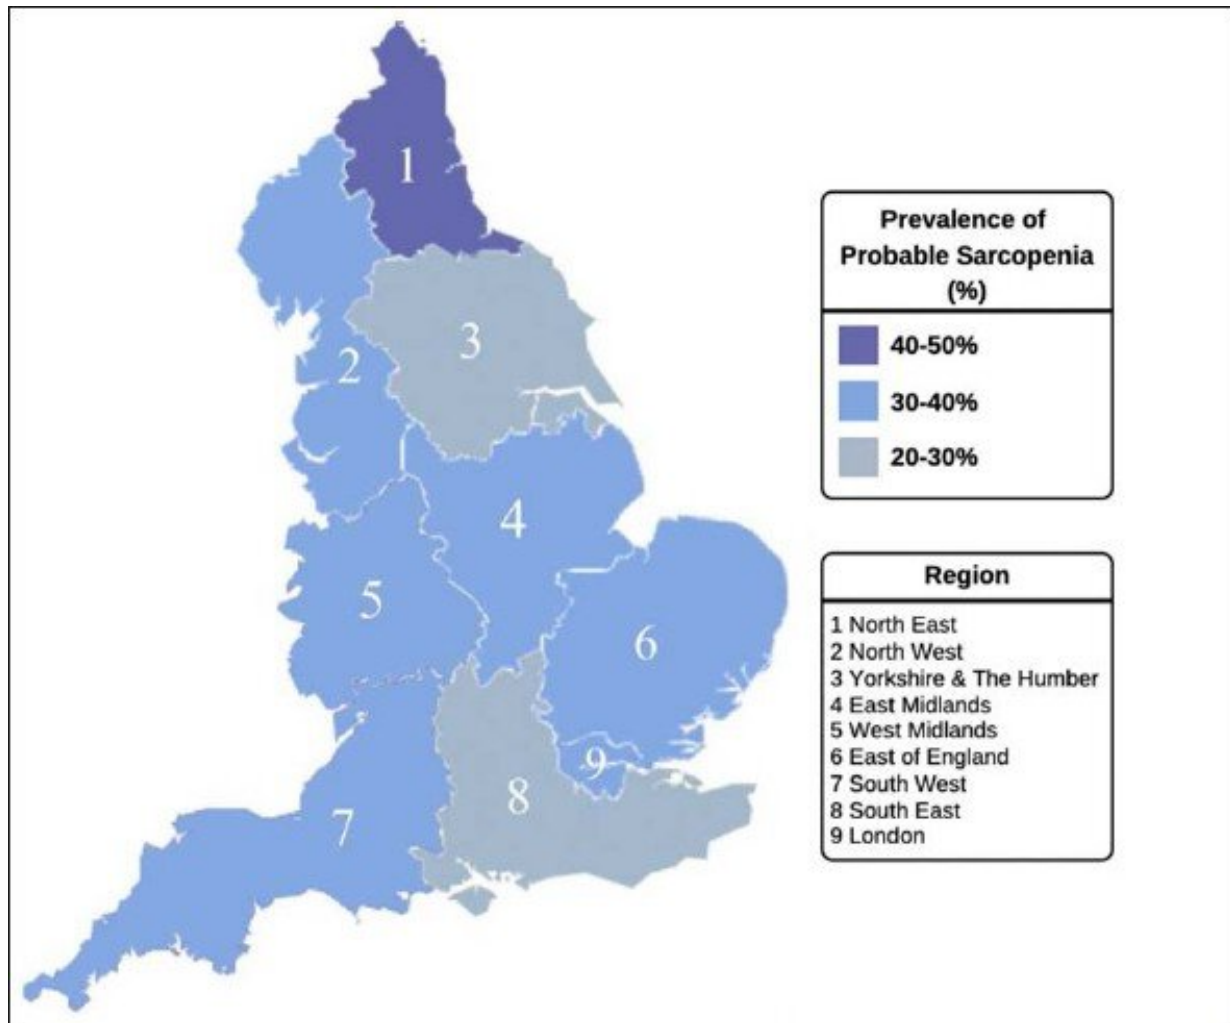 1
2
3
4
5
6
7
8
9
Prevalence of
Probable Sarcopenia
(%)
40-50%
30-40%
20-30%
Region
1 North East
2 North West
3 Yorkshire & The Humber
4 East Midlands
5 West Midlands
6 East of England
7 South West
8 South East
9 London